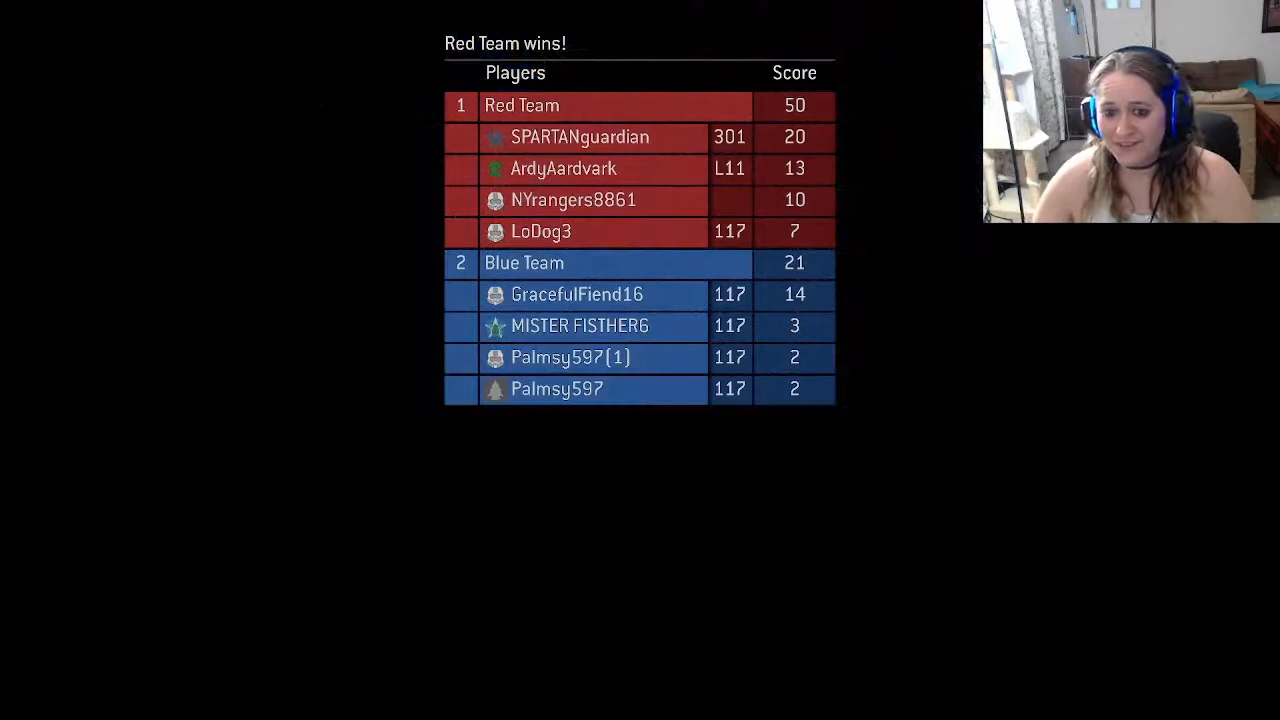 Red Team wins!
Players Score
1 Red Team 50
SPARTANguardian 301 20
ArdyAardvark L11 13
NYrangers8861 10
LoDog3 117 7
2 Blue Team 21
GracefulFiend16 117 14
MISTER FISTHER6 117 3
Palmsy597(1) 117 2
Palmsy597 117 2